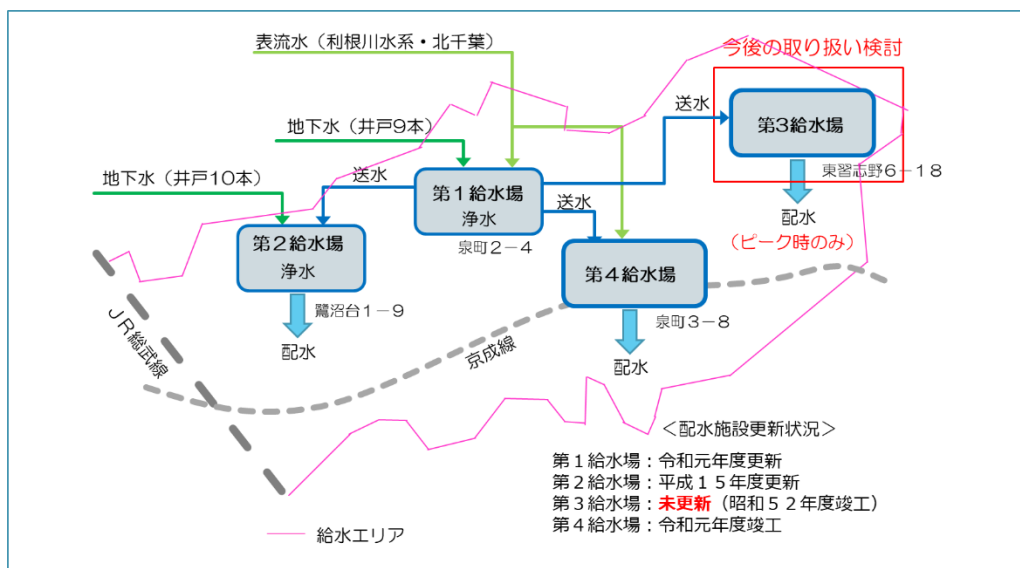 表流水（利根川水系・北千葉）
今後の取り扱い検討
地下水（井戸９本）
送水
第３給水場
東習志野６－１８
配水
（ピーク時のみ）
地下水（井戸１０本）
送水
第１給水場
浄水
泉町２－４
送水
第２給水場
浄水
鷺沼台１－９
配水
第４給水場
泉町３－８
配水
ＪＲ総武線
京成線
＜配水施設更新状況＞
第１給水場：令和元年度更新
第２給水場：平成１５年度更新
第３給水場：未更新（昭和５２年度竣工）
第４給水場：令和元年度竣工
給水エリア